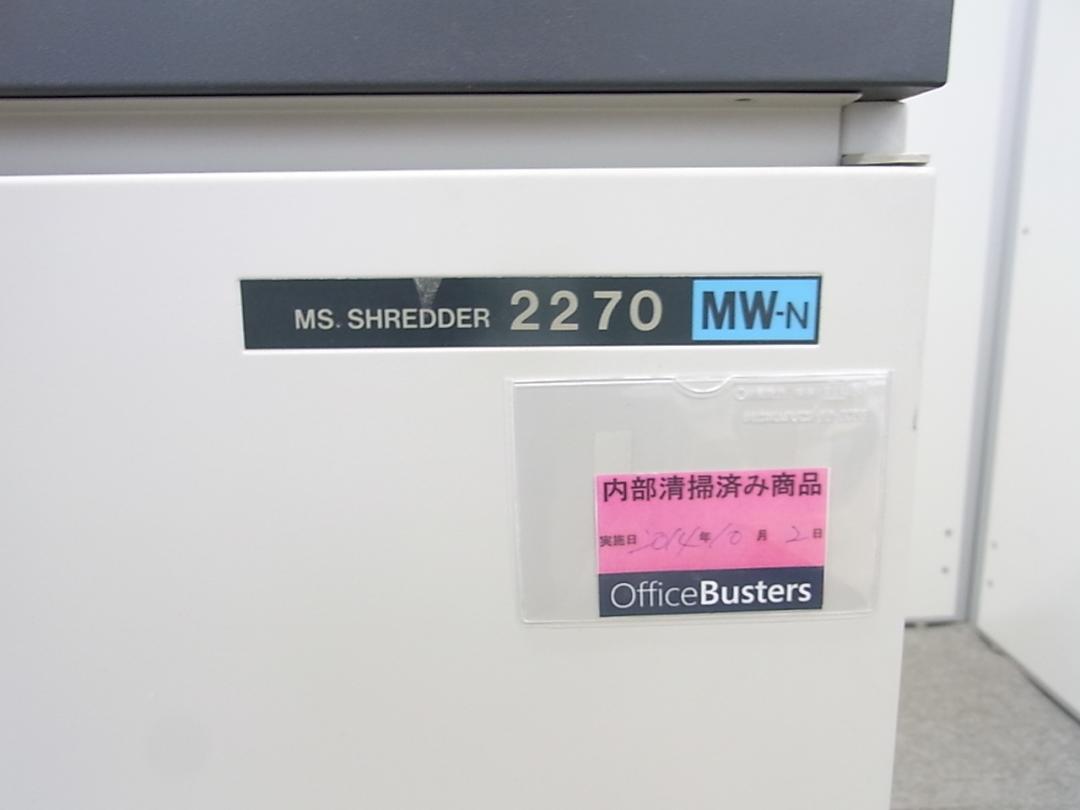 MS. SHREDDER 2270 MW-N
内部清掃済み商品
実施日 2014年10月2日
OfficeBusters